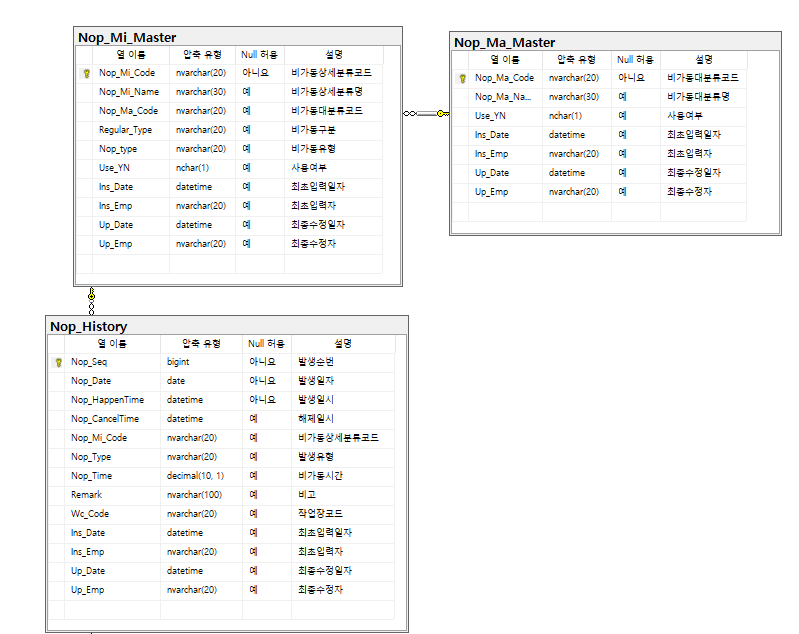 Nop_Mi_Master
열 이름 압축 유형 Null 허용 설명
Nop_Mi_Code nvarchar(20) 아니요 비가동상세분류코드
Nop_Mi_Name nvarchar(30) 예 비가동상세분류명
Nop_Ma_Code nvarchar(20) 예 비가동대분류코드
Regular_Type nvarchar(20) 예 비가동구분
Nop_type nvarchar(20) 예 비가동유형
Use_YN nchar(1) 예 사용여부
Ins_Date datetime 예 최초입력일자
Ins_Emp nvarchar(20) 예 최초입력자
Up_Date datetime 예 최종수정일자
Up_Emp nvarchar(20) 예 최종수정자
Nop_Ma_Master
열 이름 압축 유형 Null 허용 설명
Nop_Ma_Code nvarchar(20) 아니요 비가동대분류코드
Nop_Ma_Na... nvarchar(30) 예 비가동대분류명
Use_YN nchar(1) 예 사용여부
Ins_Date datetime 예 최초입력일자
Ins_Emp nvarchar(20) 예 최초입력자
Up_Date datetime 예 최종수정일자
Up_Emp nvarchar(20) 예 최종수정자
Nop_History
열 이름 압축 유형 Null 허용 설명
Nop_Seq bigint 아니요 발생순번
Nop_Date date 아니요 발생일자
Nop_HappenTime datetime 아니요 발생일시
Nop_CancelTime datetime 예 해제일시
Nop_Mi_Code nvarchar(20) 예 비가동상세분류코드
Nop_Type nvarchar(20) 예 발생유형
Nop_Time decimal(10, 1) 예 비가동시간
Remark nvarchar(100) 예 비고
Wc_Code nvarchar(20) 예 작업장코드
Ins_Date datetime 예 최초입력일자
Ins_Emp nvarchar(20) 예 최초입력자
Up_Date datetime 예 최종수정일자
Up_Emp nvarchar(20) 예 최종수정자